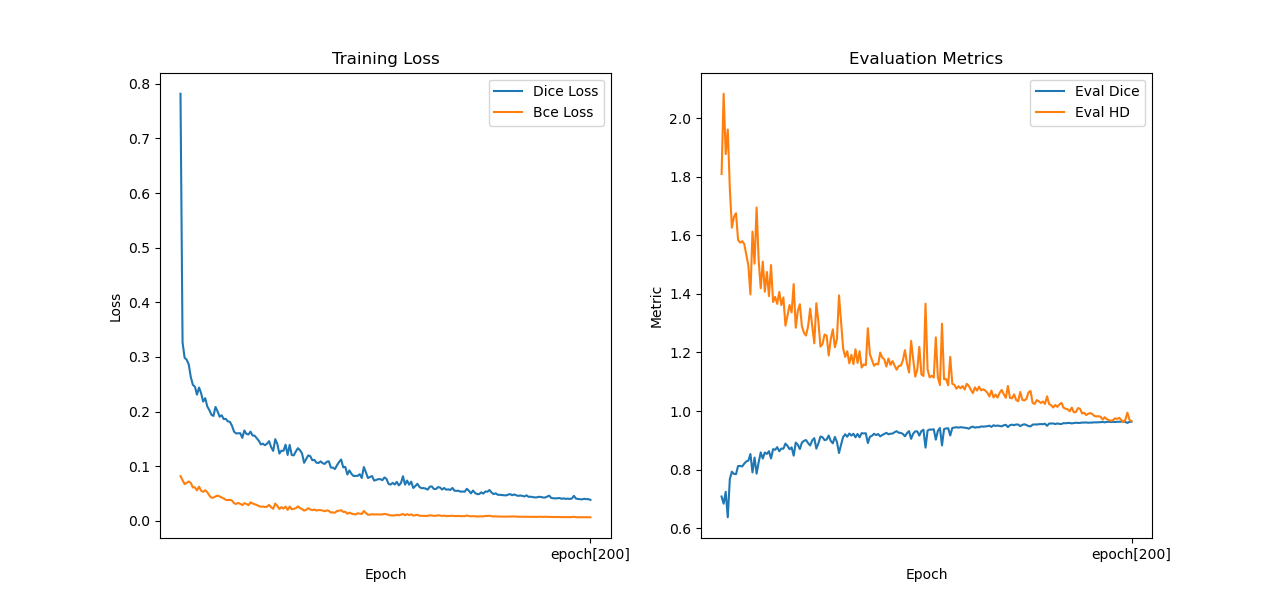 Training Loss
Dice Loss
Bce Loss
0.8
0.7
0.6
0.5
0.4
0.3
0.2
0.1
0.0
Loss
epoch[200]
Epoch
Evaluation Metrics
Eval Dice
Eval HD
2.0
1.8
1.6
1.4
1.2
1.0
0.8
0.6
Metric
epoch[200]
Epoch